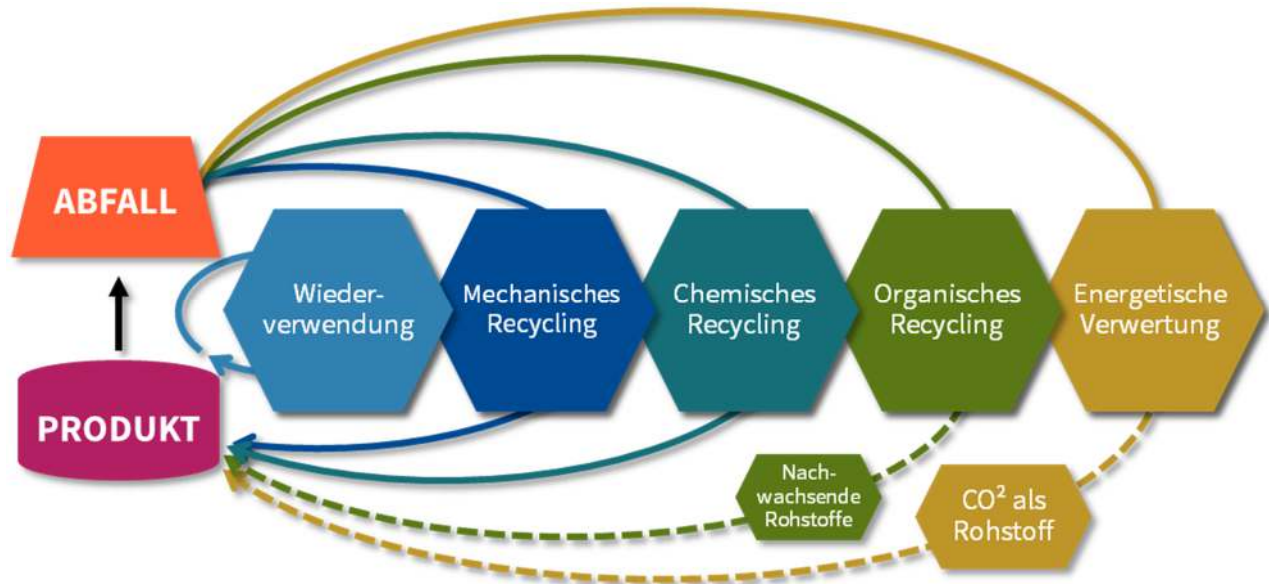 ABFALL
PRODUKT
Wieder-
verwendung
Mechanisches
Recycling
Chemisches
Recycling
Organisches
Recycling
Energetische
Verwertung
Nach-
wachsende
Rohstoffe
CO² als
Rohstoff